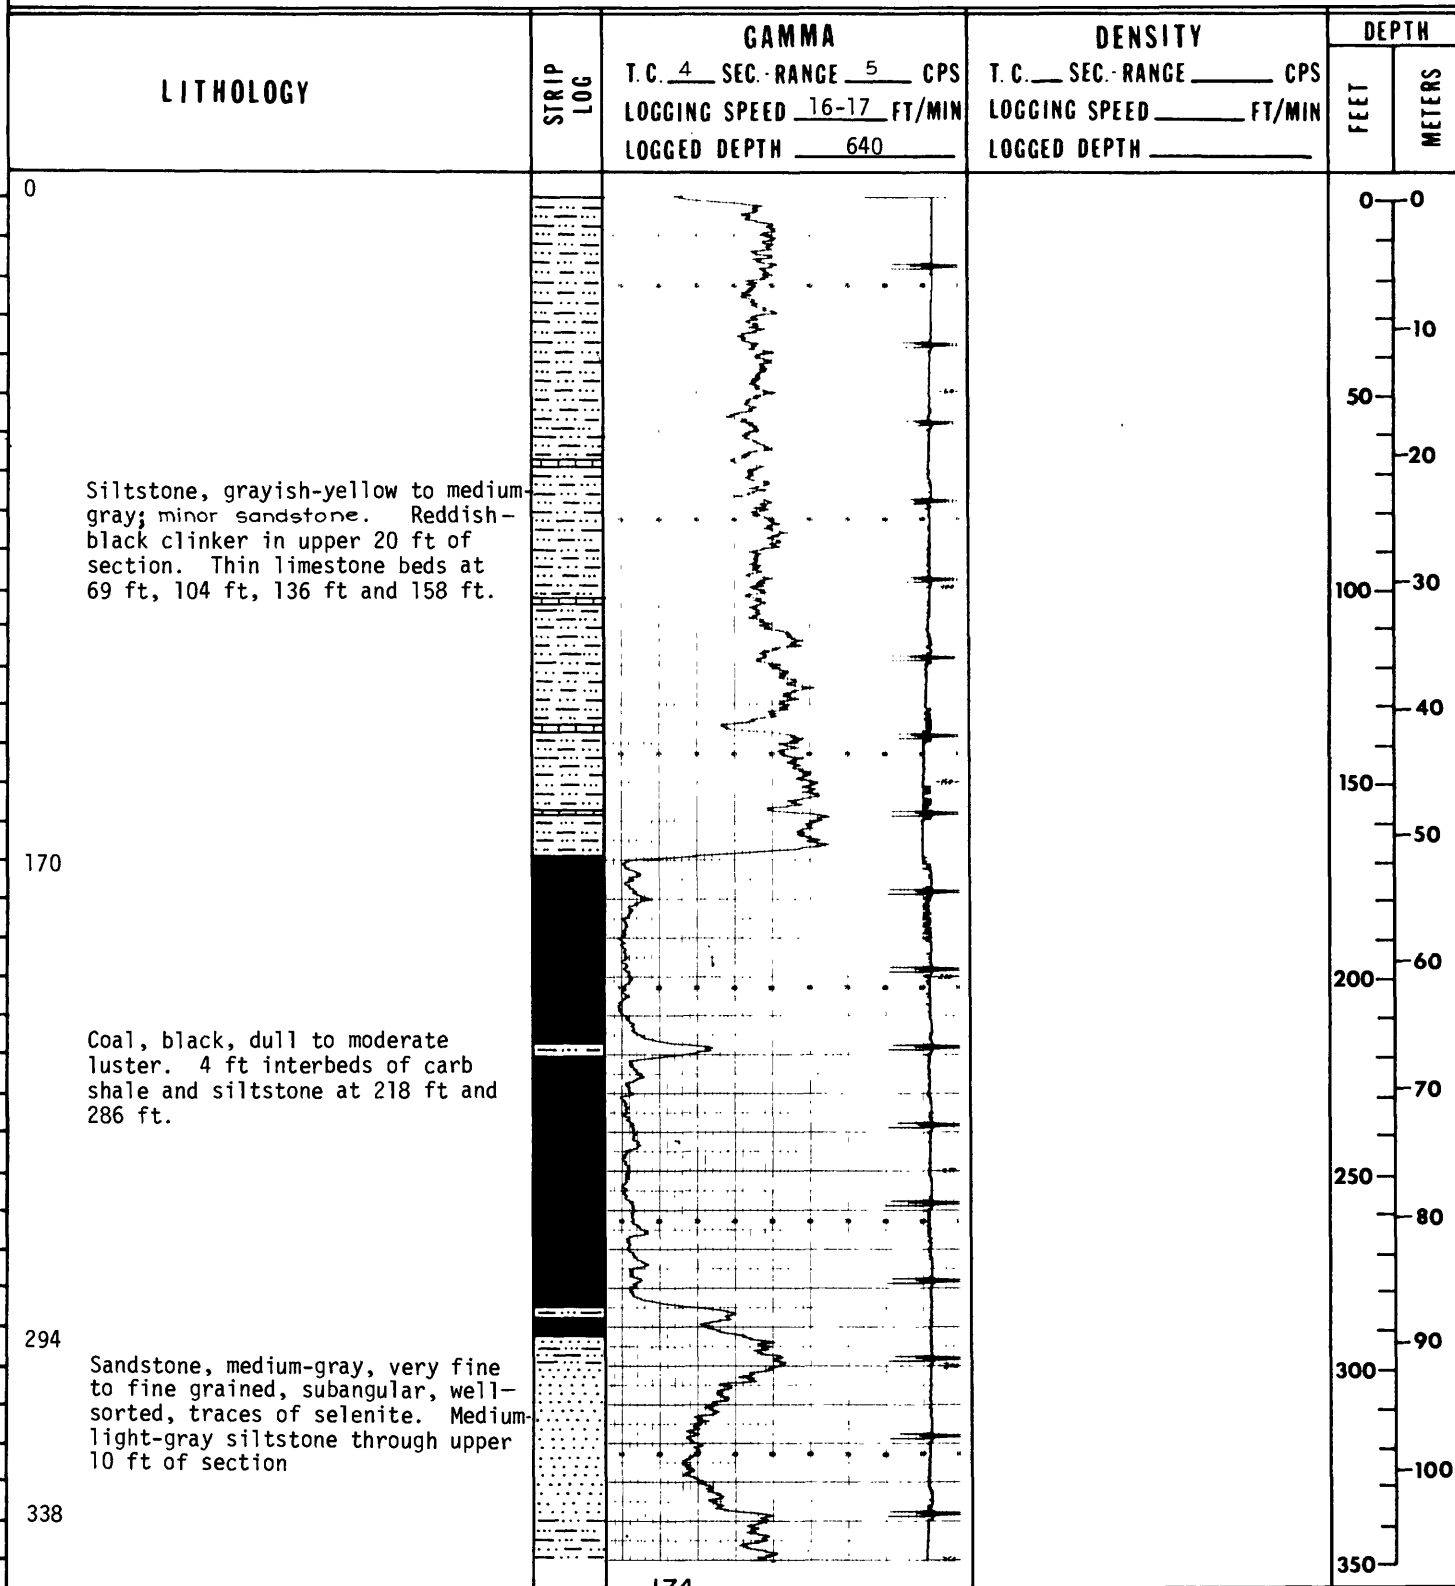 LITHOLOGY
STRIP LOG
GAMMA
T.C. 4 SEC.-RANGE 5 CPS
LOGGING SPEED 16-17 FT/MIN
LOGGED DEPTH 640
DENSITY
T.C. SEC.-RANGE CPS
LOGGING SPEED FT/MIN
LOGGED DEPTH
DEPTH
FEET
METERS
0
Siltstone, grayish-yellow to medium-
gray; minor sandstone. Reddish-
black clinker in upper 20 ft of
section. Thin limestone beds at
69 ft, 104 ft, 136 ft and 158 ft.
170
Coal, black, dull to moderate
luster. 4 ft interbeds of carb
shale and siltstone at 218 ft and
286 ft.
294
Sandstone, medium-gray, very fine
to fine grained, subangular, well-
sorted, traces of selenite. Medium-
light-gray siltstone through upper
10 ft of section
338
0
50
100
150
200
250
300
350
0
10
20
30
40
50
60
70
80
90
100
174